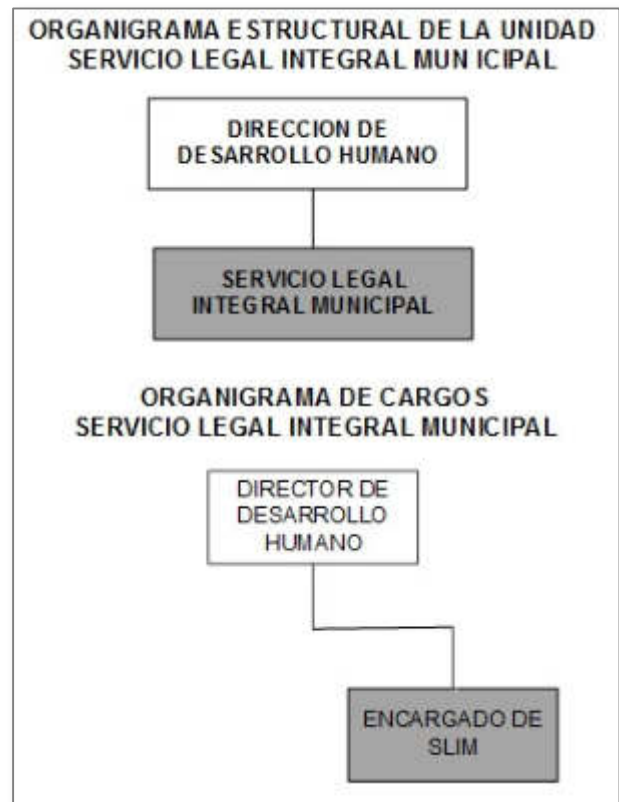 ORGANIGRAMA ESTRUCTURAL DE LA UNIDAD
SERVICIO LEGAL INTEGRAL MUNICIPAL
DIRECCION DE
DESARROLLO HUMANO
SERVICIO LEGAL
INTEGRAL MUNICIPAL
ORGANIGRAMA DE CARGOS
SERVICIO LEGAL INTEGRAL MUNICIPAL
DIRECTOR DE
DESARROLLO
HUMANO
ENCARGADO DE
SLIM